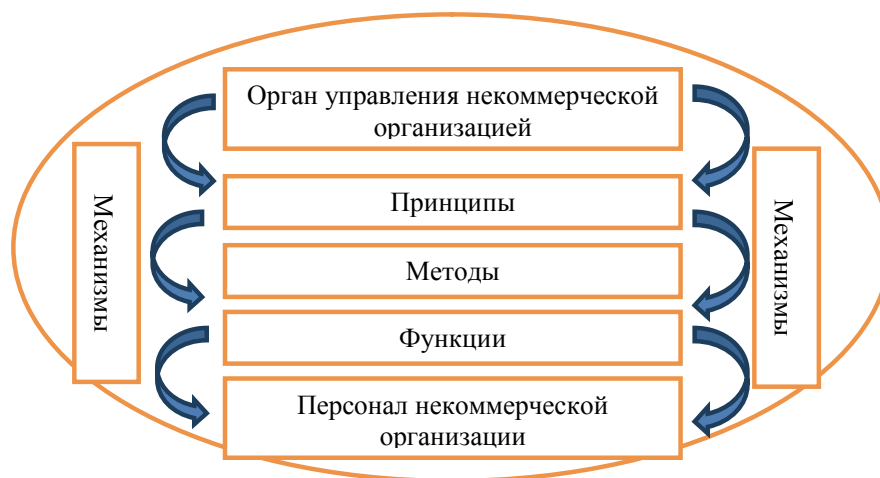 Орган управления некоммерческой
организацией
Механизмы
Принципы
Методы
Функции
Персонал некоммерческой
организации
Механизмы